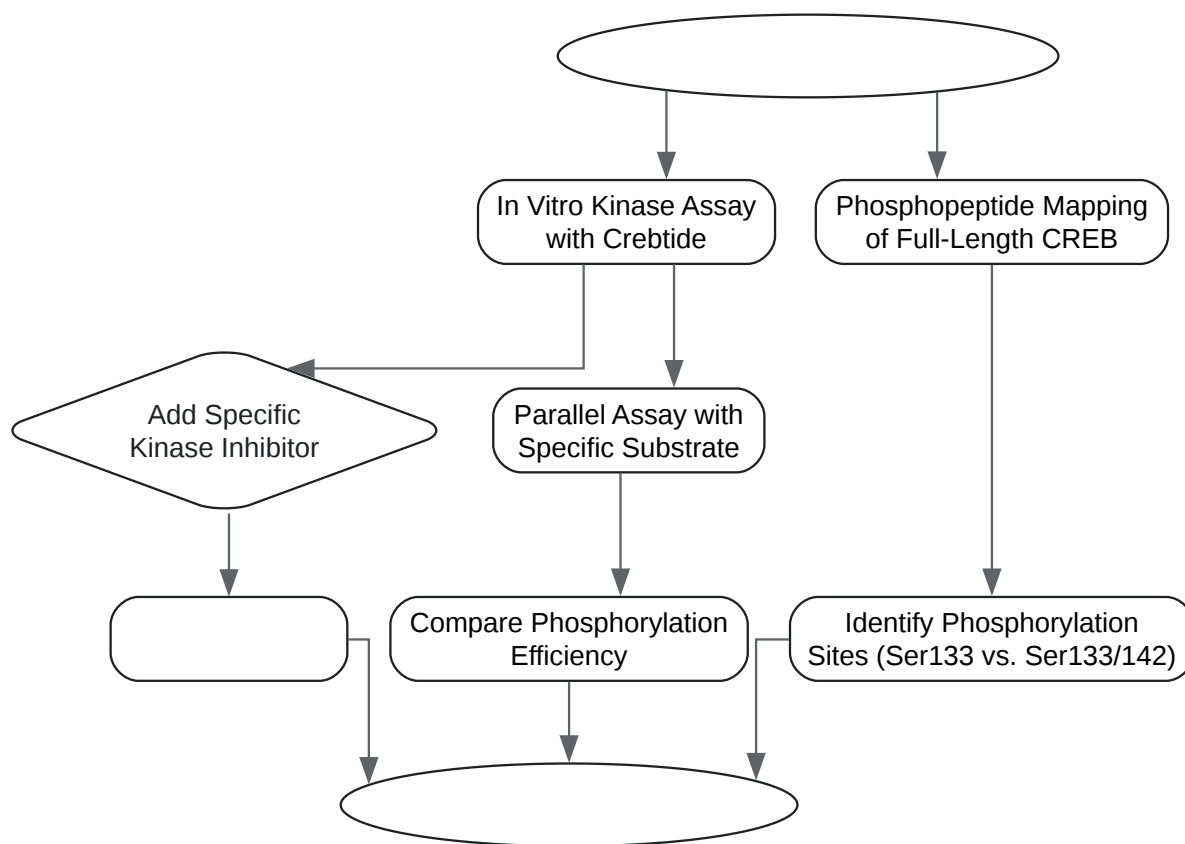 In Vitro Kinase Assay
with Crebtide
Phosphopeptide Mapping
of Full-Length CREB
Add Specific
Kinase Inhibitor
Parallel Assay with
Specific Substrate
Compare Phosphorylation
Efficiency
Identify Phosphorylation
Sites (Ser133 vs. Ser133/142)